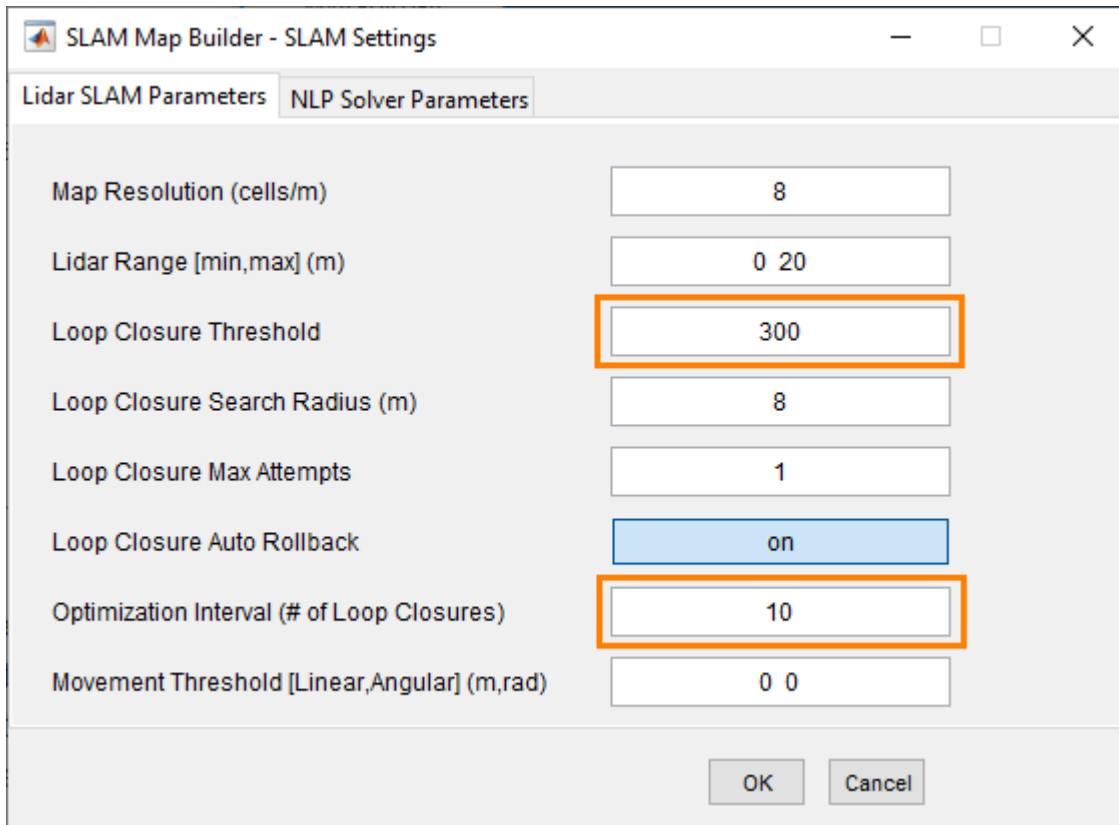 SLAM Map Builder - SLAM Settings
Lidar SLAM Parameters NLP Solver Parameters
Map Resolution (cells/m) 8
Lidar Range [min,max] (m) 0 20
Loop Closure Threshold 300
Loop Closure Search Radius (m) 8
Loop Closure Max Attempts 1
Loop Closure Auto Rollback on
Optimization Interval (# of Loop Closures) 10
Movement Threshold [Linear,Angular] (m,rad) 0 0
OK Cancel